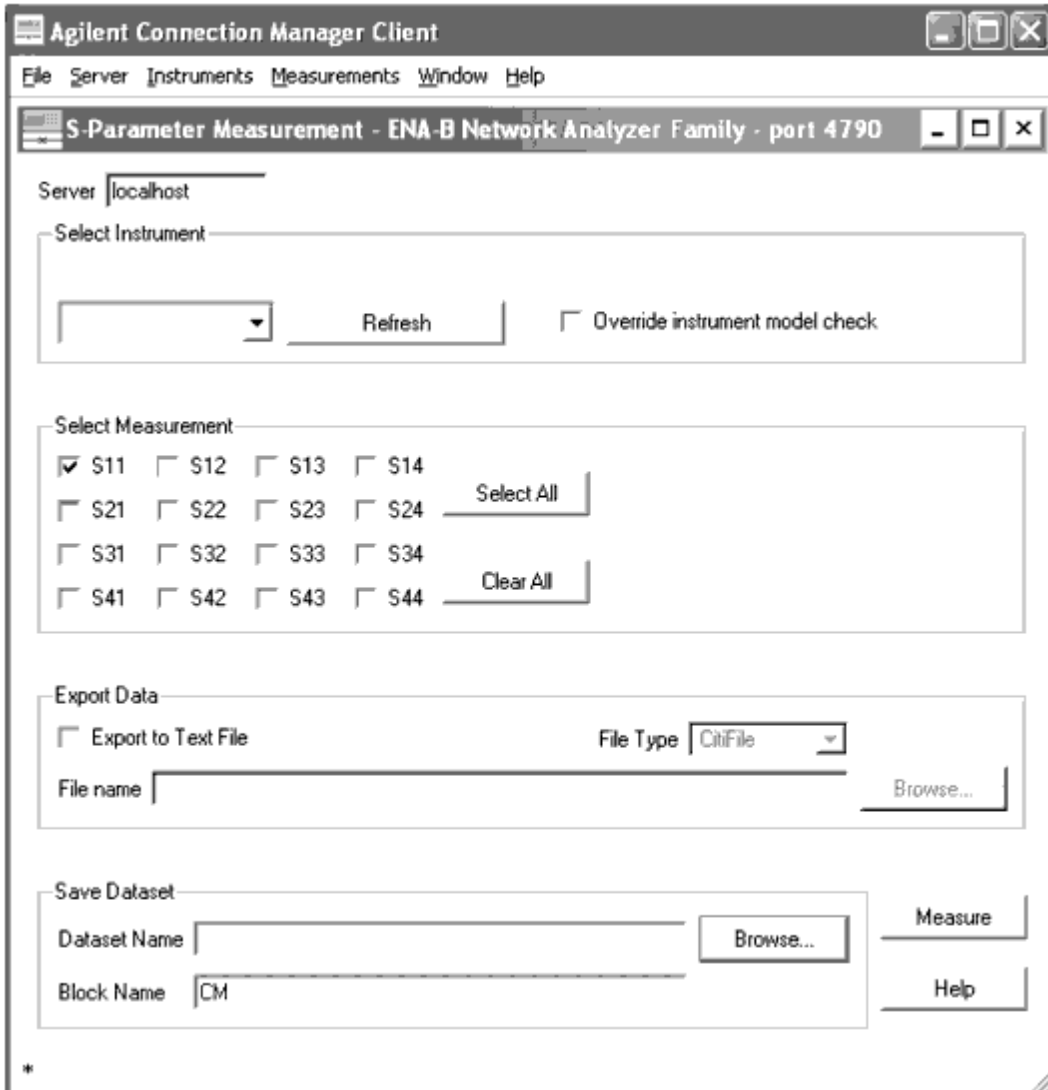 Agilent Connection Manager Client
File Server Instruments Measurements Window Help
S-Parameter Measurement - ENA-B Network Analyzer Family - port 4790
Server localhost
Select Instrument
Refresh Override instrument model check
Select Measurement
S11 S12 S13 S14
Select All
S21 S22 S23 S24
S31 S32 S33 S34
Clear All
S41 S42 S43 S44
Export Data
Export to Text File File Type CitiFile
File name Browse...
Save Dataset
Dataset Name Browse... Measure
Block Name CM Help
*